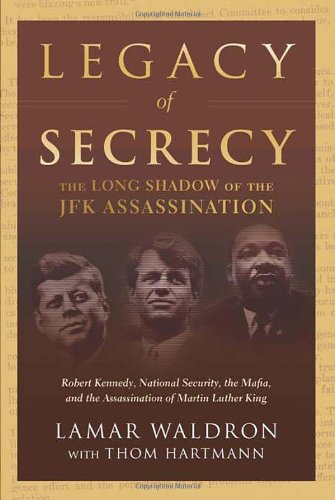 LEGACY
of
SECRECY
THE LONG SHADOW OF THE
JFK ASSASSINATION
Robert Kennedy, National Security, the Mafia,
and the Assassination of Martin Luther King
LAMAR WALDRON
WITH THOM HARTMANN